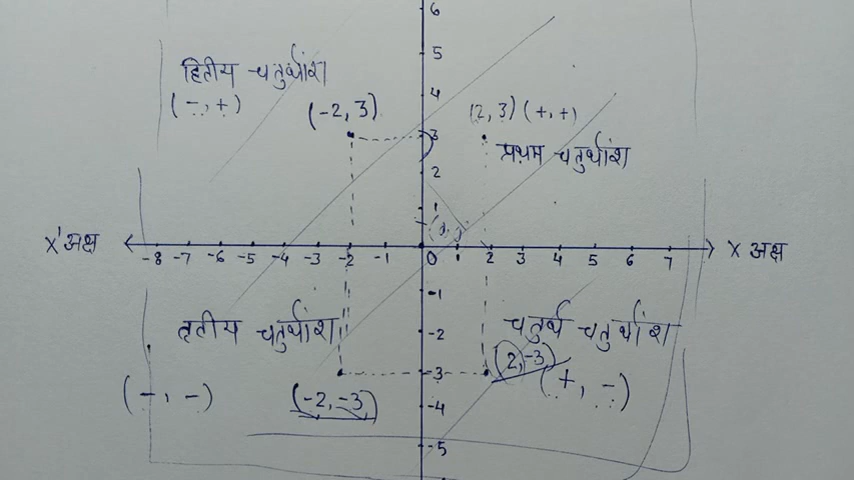 6
5
द्वितीय चतुर्थांश
4
(-, +)
(-2, 3)
(2, 3) (+, +)
3
प्रथम चतुर्थांश
2
1
X' अक्ष
X अक्ष
-8 -7 -6 -5 -4 -3 -2 -1 0 1 2 3 4 5 6 7
-1
तृतीय चतुर्थांश
-2
चतुर्थ चतुर्थांश
(2, -3)
-3
(-, -)
(-2, -3)
(+, -)
-4
-5